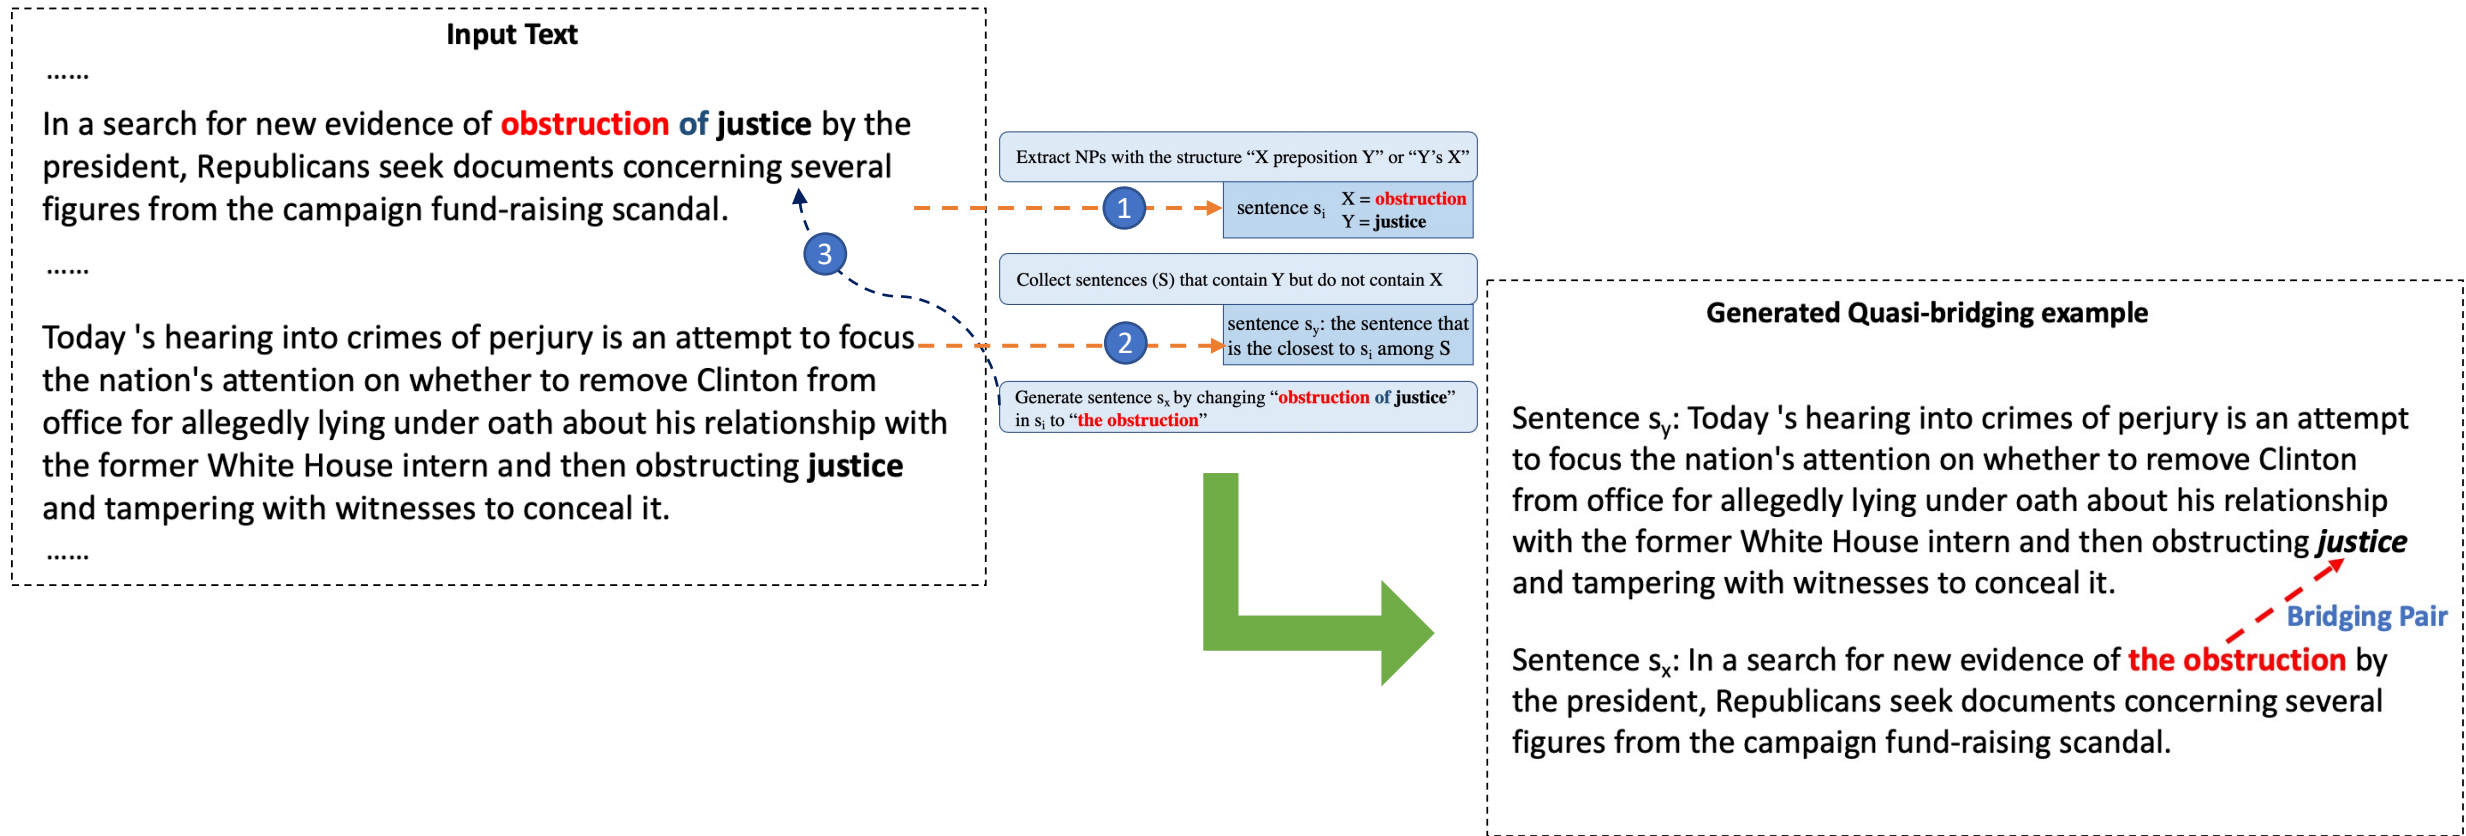 Input Text
......
In a search for new evidence of obstruction of justice by the
president, Republicans seek documents concerning several
figures from the campaign fund-raising scandal.
......
Today 's hearing into crimes of perjury is an attempt to focus
the nation's attention on whether to remove Clinton from
office for allegedly lying under oath about his relationship with
the former White House intern and then obstructing justice
and tampering with witnesses to conceal it.
......
3
Extract NPs with the structure “X preposition Y” or “Y’s X”
1
sentence si
X = obstruction
Y = justice
Collect sentences (S) that contain Y but do not contain X
2
sentence sy: the sentence that
is the closest to si among S
Generate sentence sx by changing “obstruction of justice”
in si to “the obstruction”
Generated Quasi-bridging example
Sentence sy: Today 's hearing into crimes of perjury is an attempt
to focus the nation's attention on whether to remove Clinton
from office for allegedly lying under oath about his relationship
with the former White House intern and then obstructing justice
and tampering with witnesses to conceal it.
Bridging Pair
Sentence sx: In a search for new evidence of the obstruction by
the president, Republicans seek documents concerning several
figures from the campaign fund-raising scandal.